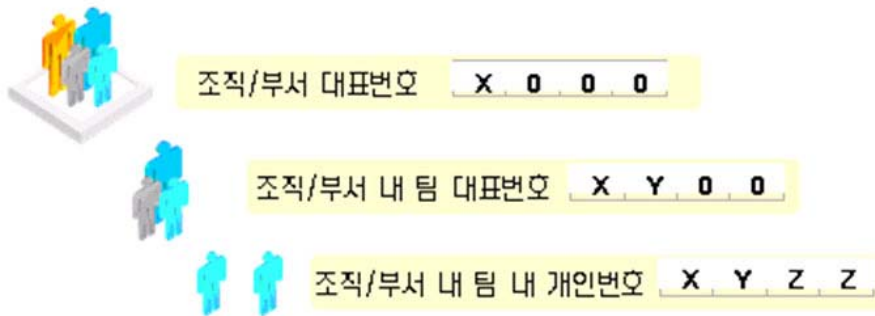 조직/부서 대표번호 X 0 0 0
조직/부서 내 팀 대표번호 X Y 0 0
조직/부서 내 팀 내 개인번호 X Y Z Z